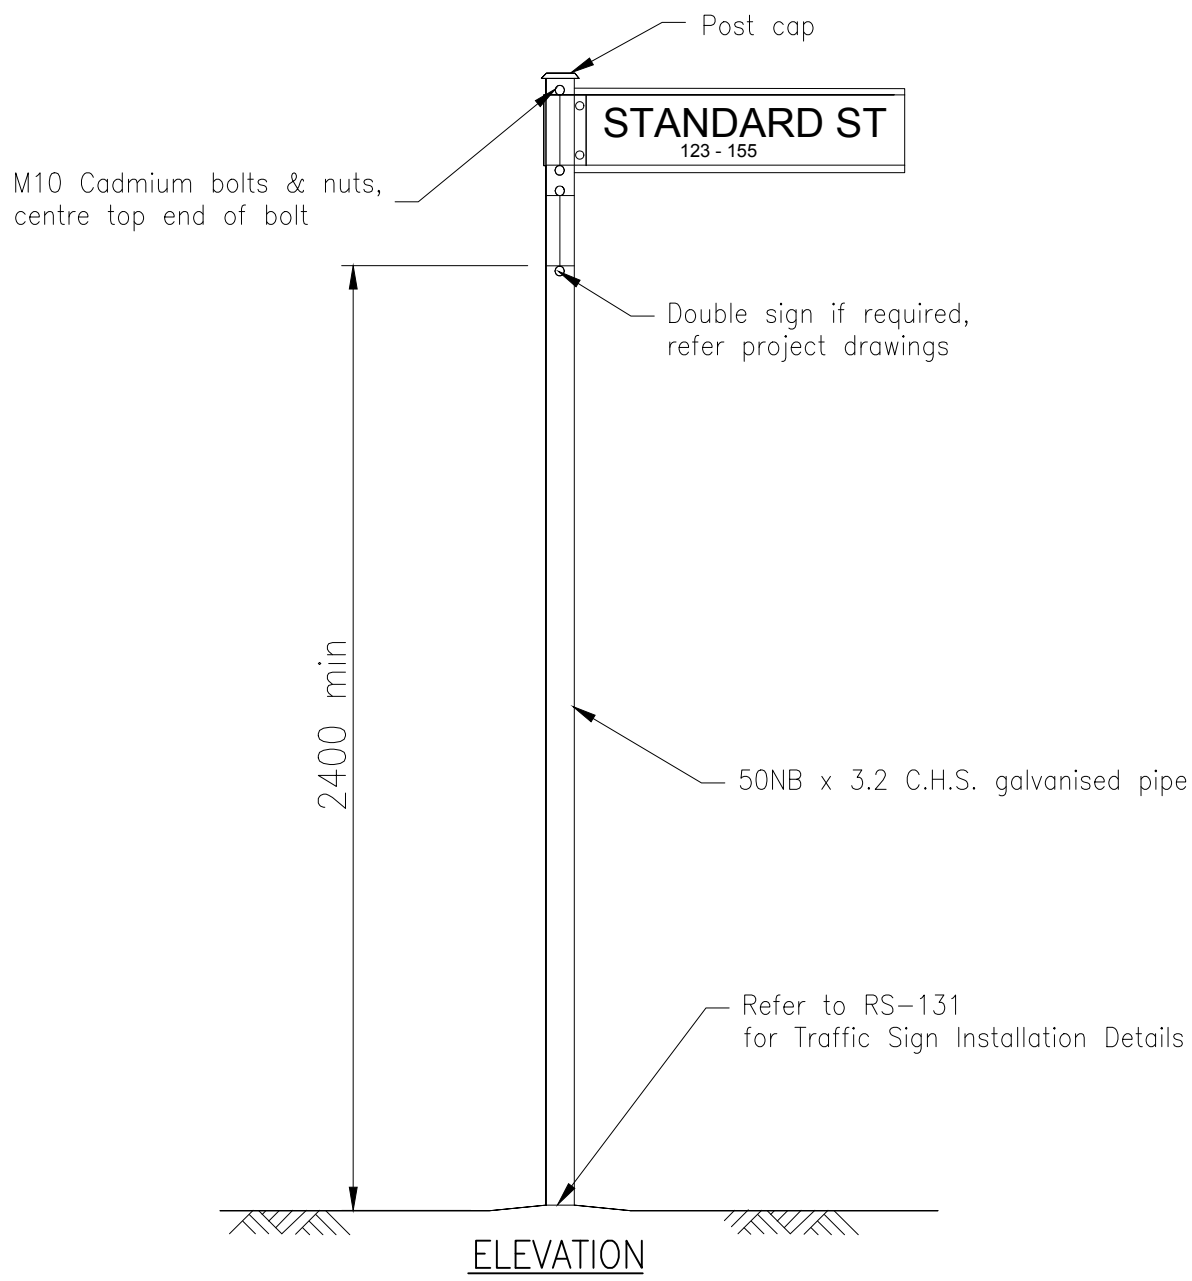 Post cap
STANDARD ST
123 - 155
M10 Cadmium bolts & nuts,
centre top end of bolt
Double sign if required,
refer project drawings
2400 min
50NB x 3.2 C.H.S. galvanised pipe
Refer to RS-131
for Traffic Sign Installation Details
ELEVATION